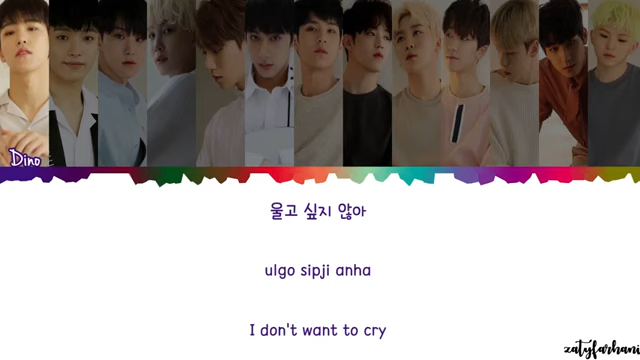 Dino
울고 싶지 않아
ulgo sipji anha
I don't want to cry
zatyfarhani